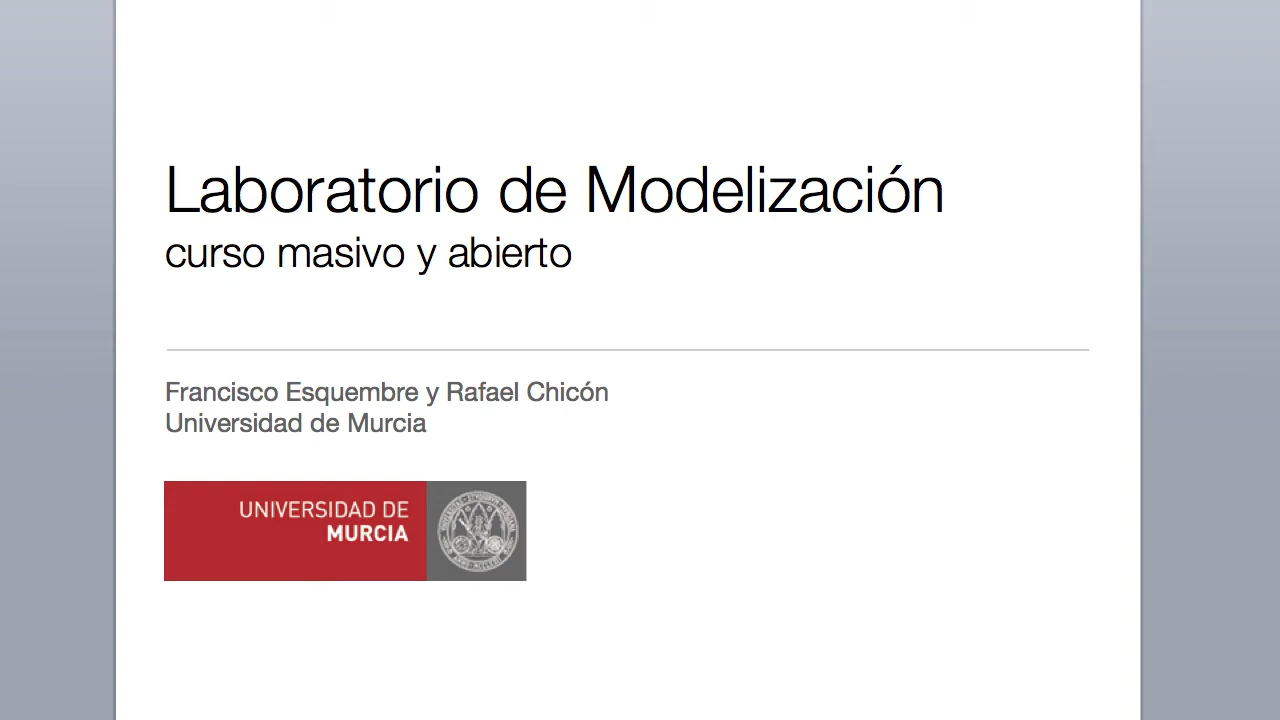 Laboratorio de Modelización
curso masivo y abierto
Francisco Esquembre y Rafael Chicón
Universidad de Murcia
UNIVERSIDAD DE
MURCIA